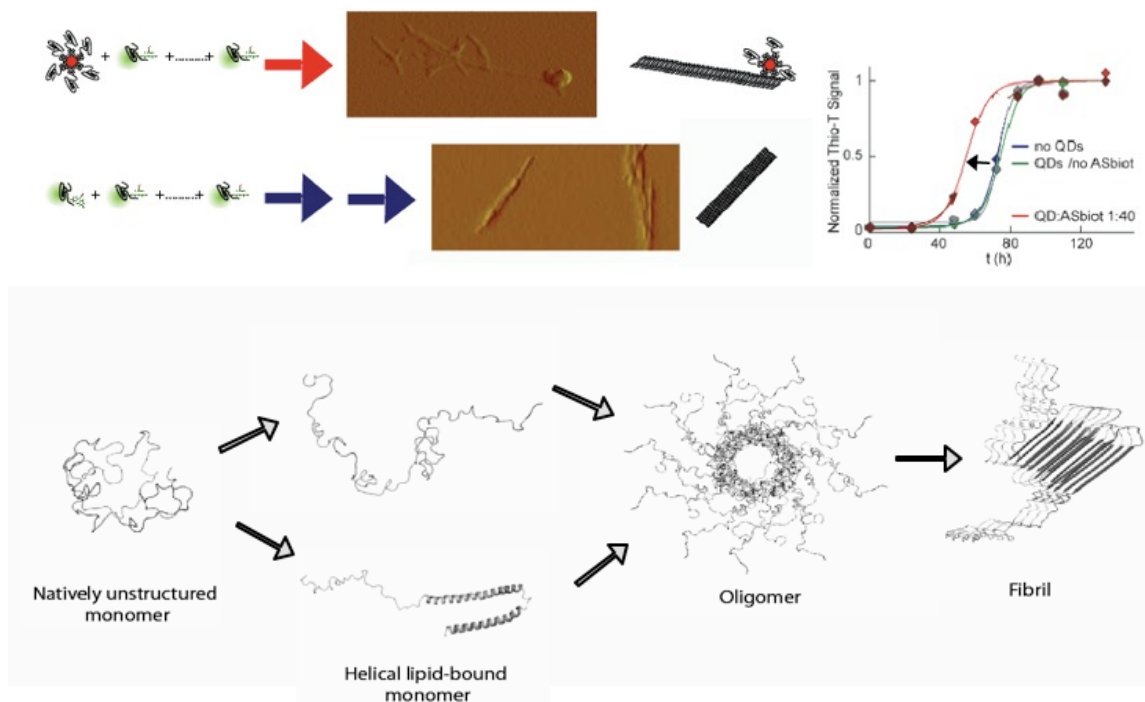 + + .......... +
+ + .......... +
Normalized Thio-T Signal
1
0.5
0
no QDs
QDs /no ASbiot
QD:ASbiot 1:40
0 40 80 120
t (h)
Natively unstructured
monomer
Helical lipid-bound
monomer
Oligomer
Fibril